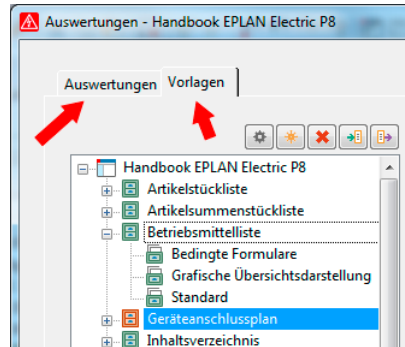 Auswertungen - Handbook EPLAN Electric P8
Auswertungen Vorlagen
Handbook EPLAN Electric P8
Artikelstückliste
Artikelsummenstückliste
Betriebsmittelliste
Bedingte Formulare
Grafische Übersichtsdarstellung
Standard
Geräteanschlussplan
Inhaltsverzeichnis